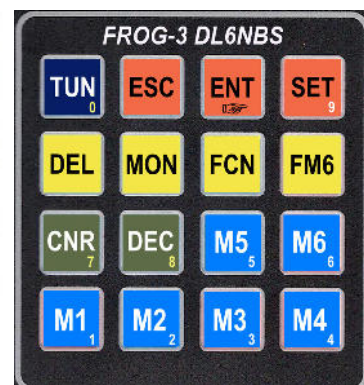 FROG-3 DL6NBS
TUN 0 ESC ENT SET 9
DEL MON FCN FM6
CNR 7 DEC 8 M5 5 M6 6
M1 1 M2 2 M3 3 M4 4